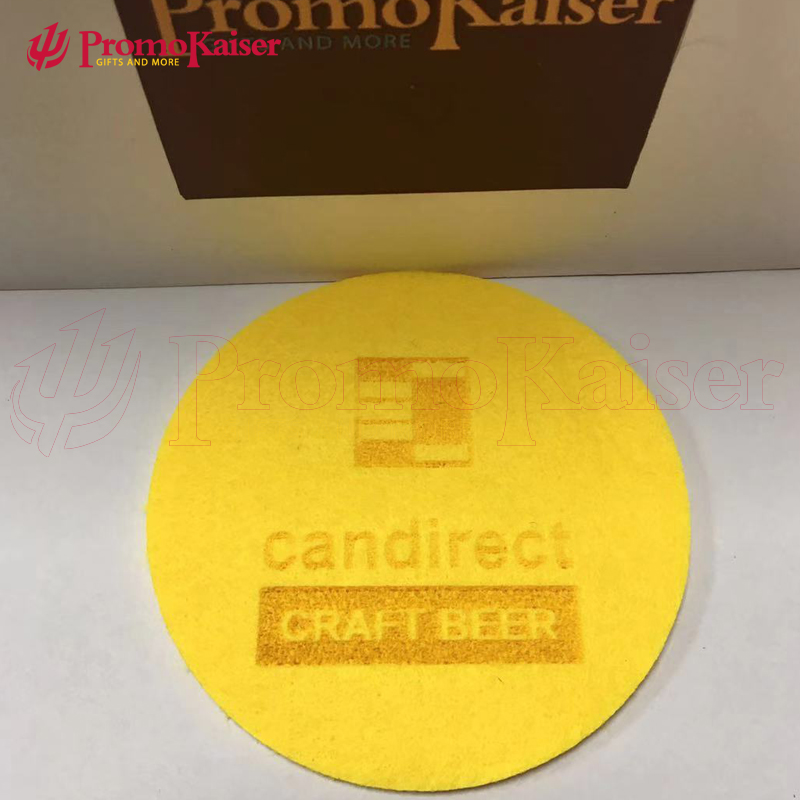 PromoKaiser
GIFTS AND MORE
PromoKaiser
AND MORE
PromoKaiser
candirect
CRAFT BEER